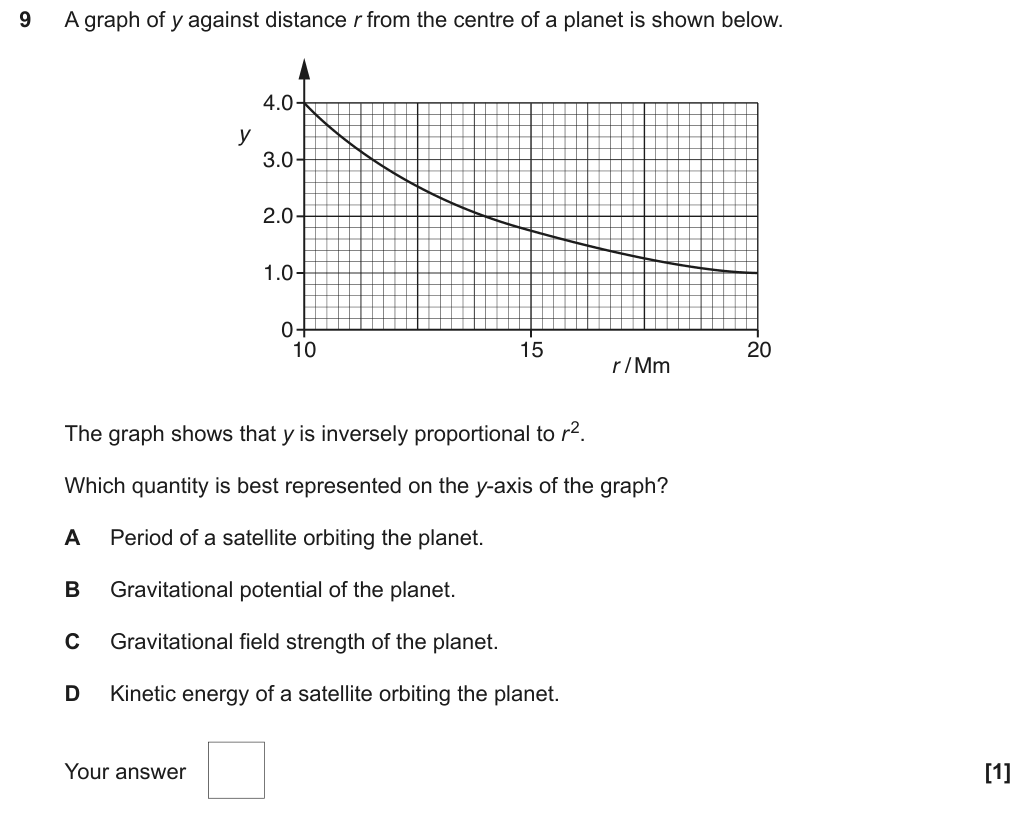 9 A graph of y against distance r from the centre of a planet is shown below.
4.0
y
3.0
2.0
1.0
0
10 15 20
r / Mm
The graph shows that y is inversely proportional to r².
Which quantity is best represented on the y-axis of the graph?
A Period of a satellite orbiting the planet.
B Gravitational potential of the planet.
C Gravitational field strength of the planet.
D Kinetic energy of a satellite orbiting the planet.
Your answer [1]